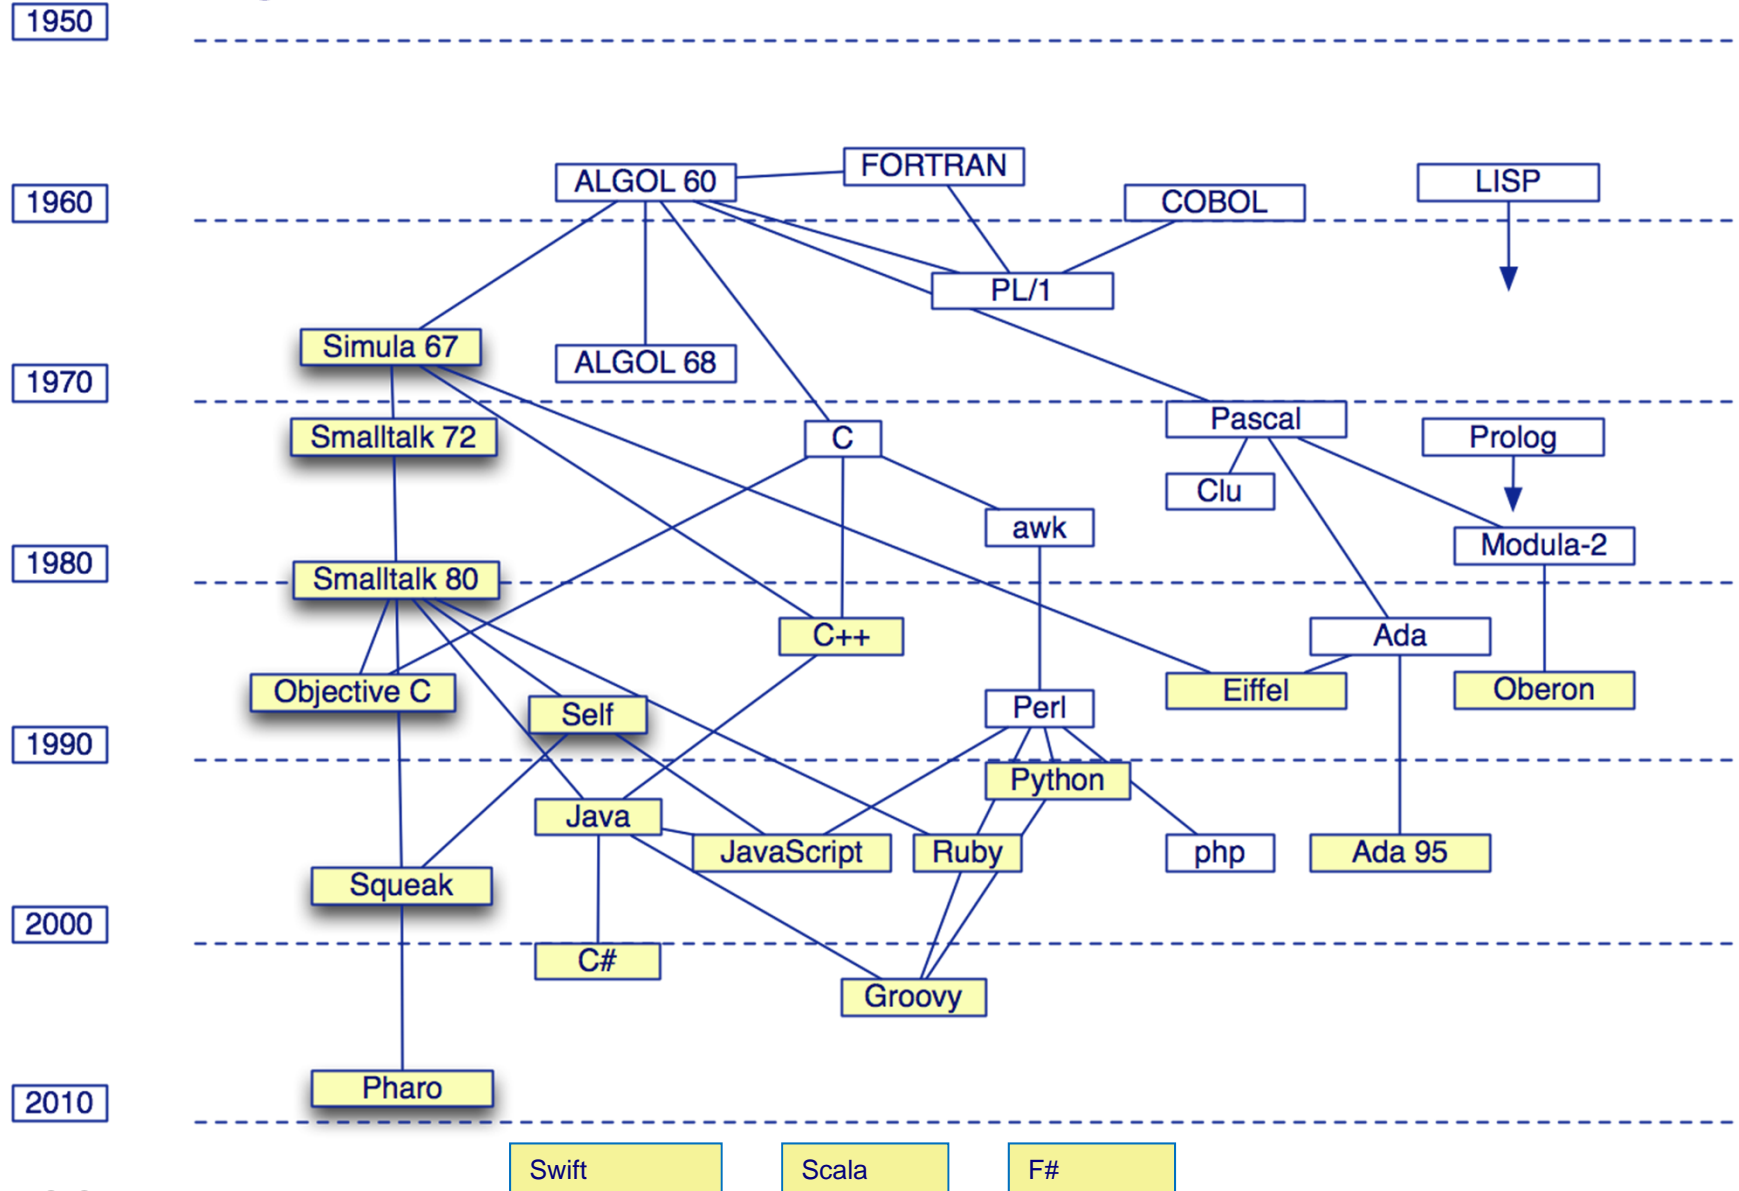 1950
FORTRAN
ALGOL 60
LISP
1960
COBOL
PL/1
Simula 67
ALGOL 68
1970
Pascal
Smalltalk 72
C
Prolog
Clu
awk
Modula-2
1980
Smalltalk 80
C++
Ada
Objective C
Eiffel
Oberon
Self
Perl
1990
Python
Java
JavaScript
Ruby
php
Ada 95
Squeak
2000
C#
Groovy
Pharo
2010
Swift
Scala
F#